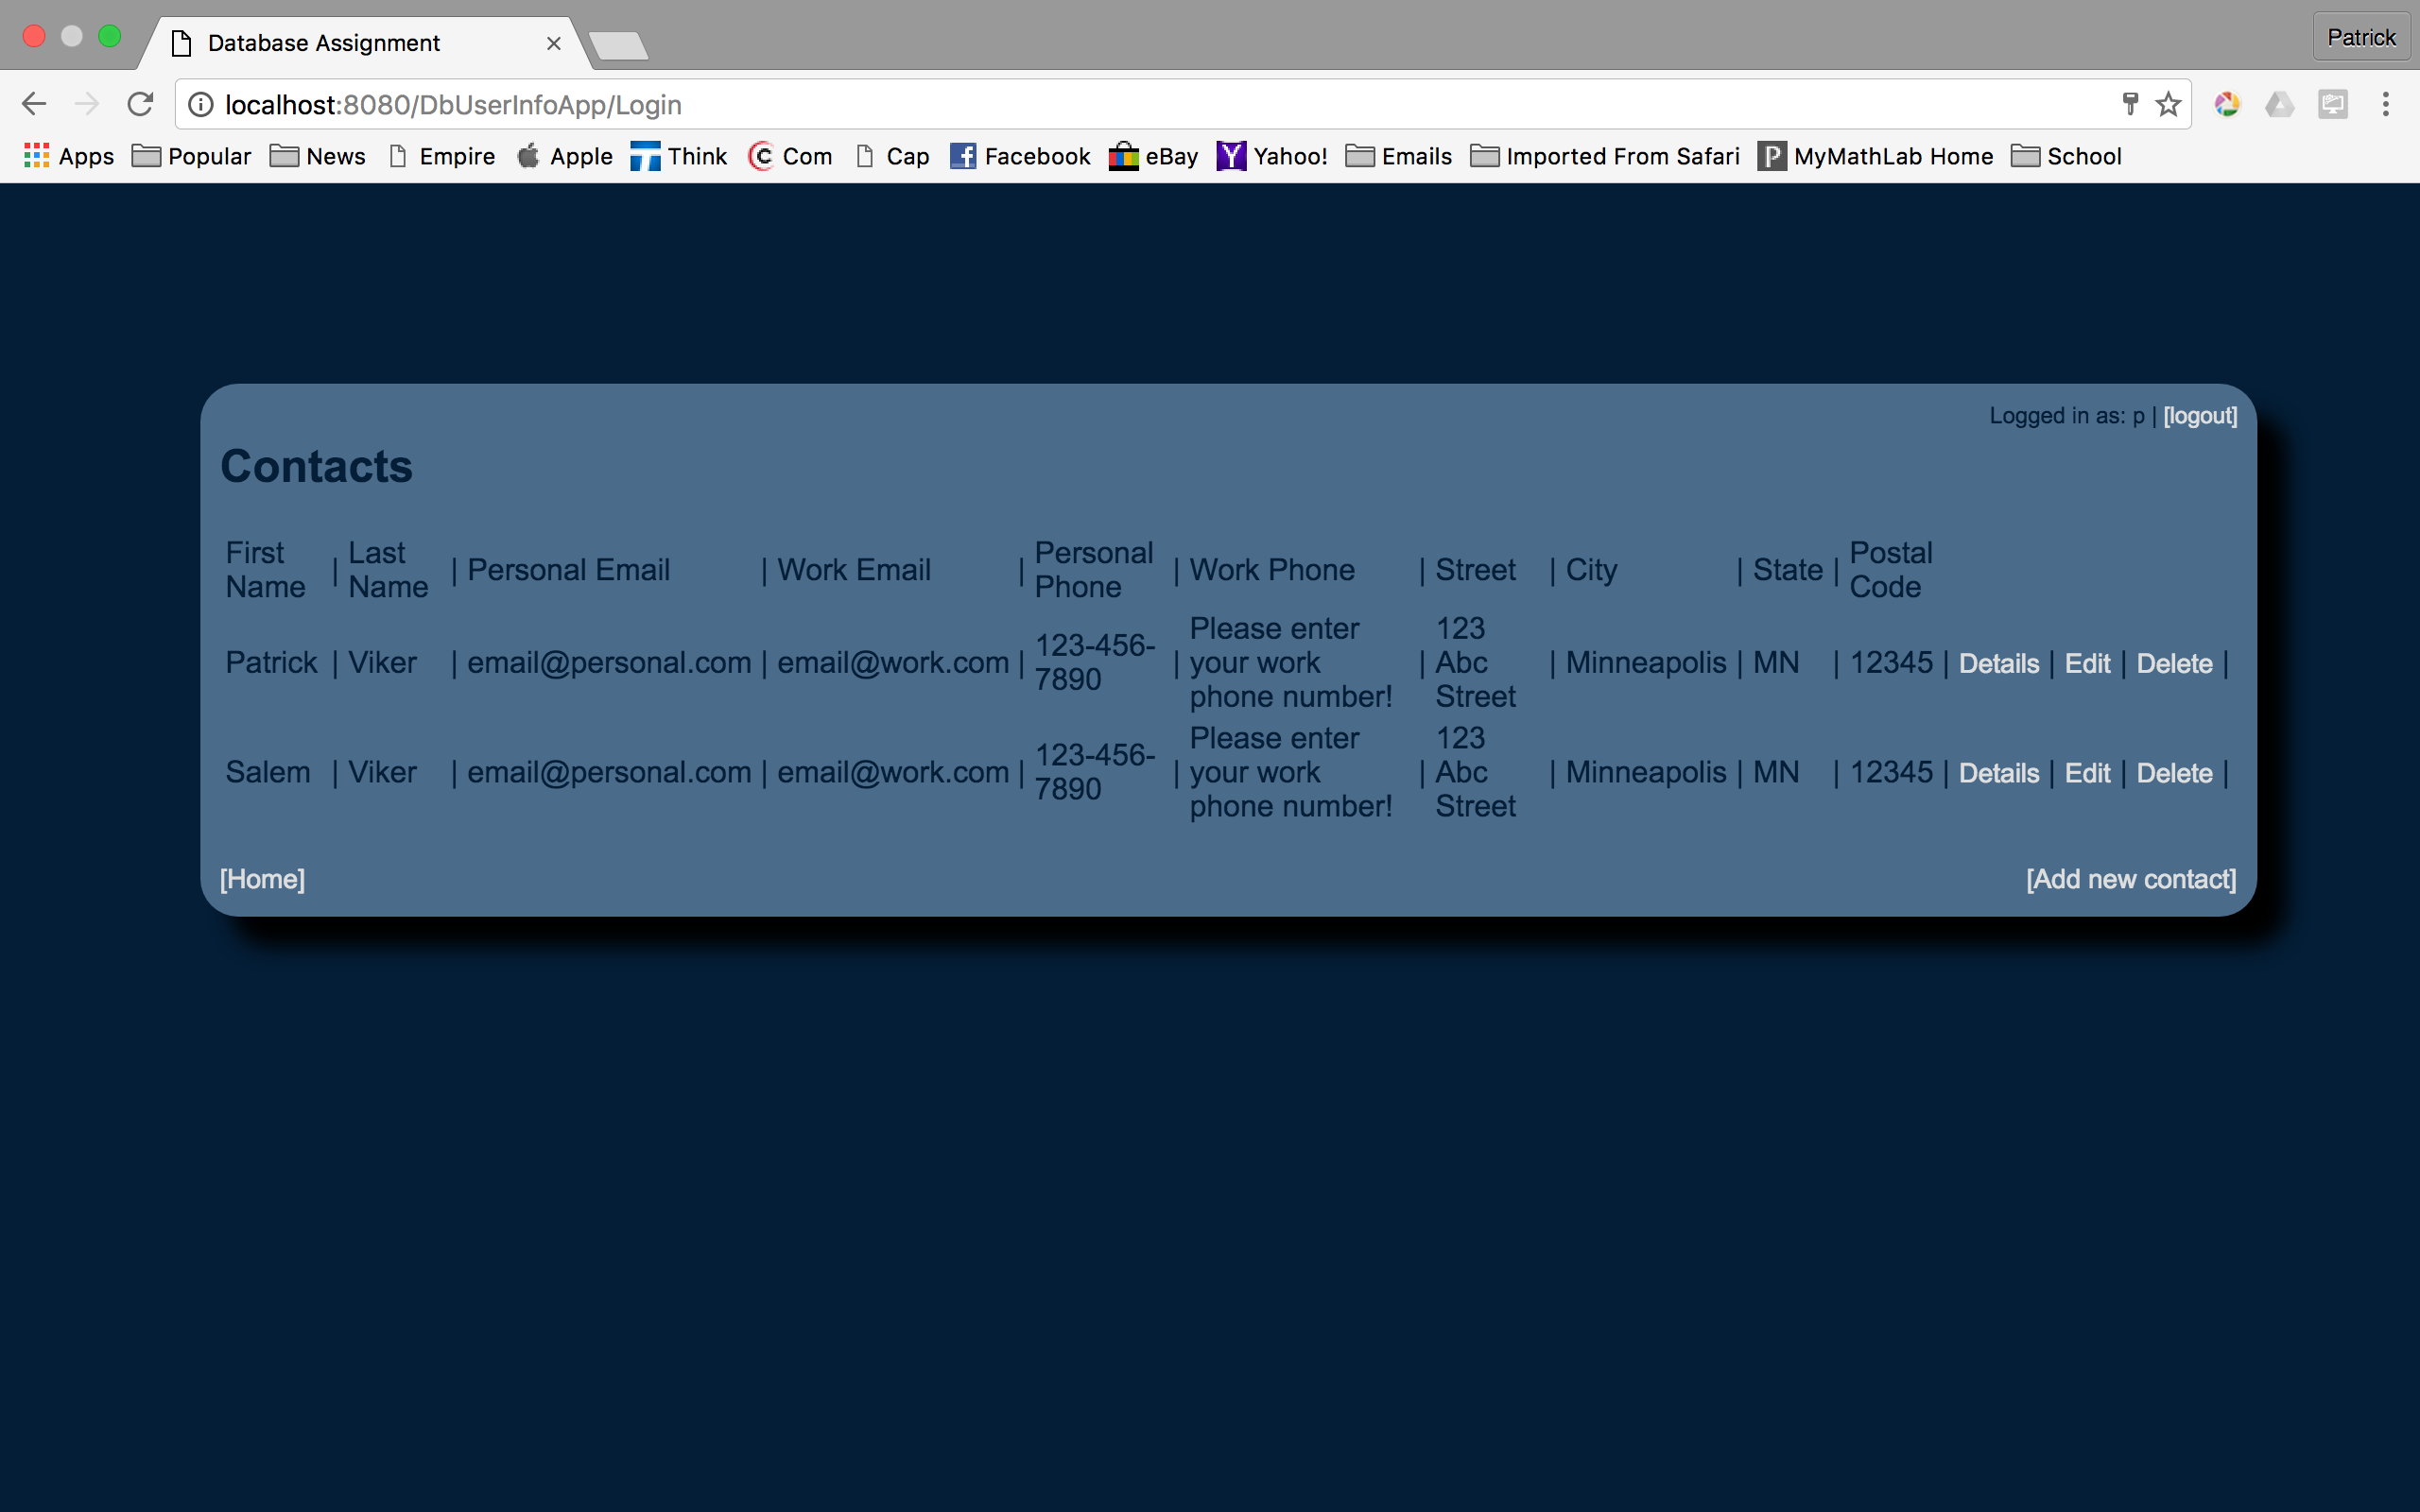 Database Assignment
Patrick
localhost:8080/DbUserInfoApp/Login
Apps Popular News Empire Apple Think Com Cap Facebook eBay Yahoo! Emails Imported From Safari MyMathLab Home School
Logged in as: p | [logout]
Contacts
First Name | Last Name | Personal Email | Work Email | Personal Phone | Work Phone | Street | City | State | Postal Code
Patrick | Viker | email@personal.com | email@work.com | 123-456-7890 | Please enter your work phone number! | 123 Abc Street | Minneapolis | MN | 12345 | Details | Edit | Delete |
Salem | Viker | email@personal.com | email@work.com | 123-456-7890 | Please enter your work phone number! | 123 Abc Street | Minneapolis | MN | 12345 | Details | Edit | Delete |
[Home] [Add new contact]